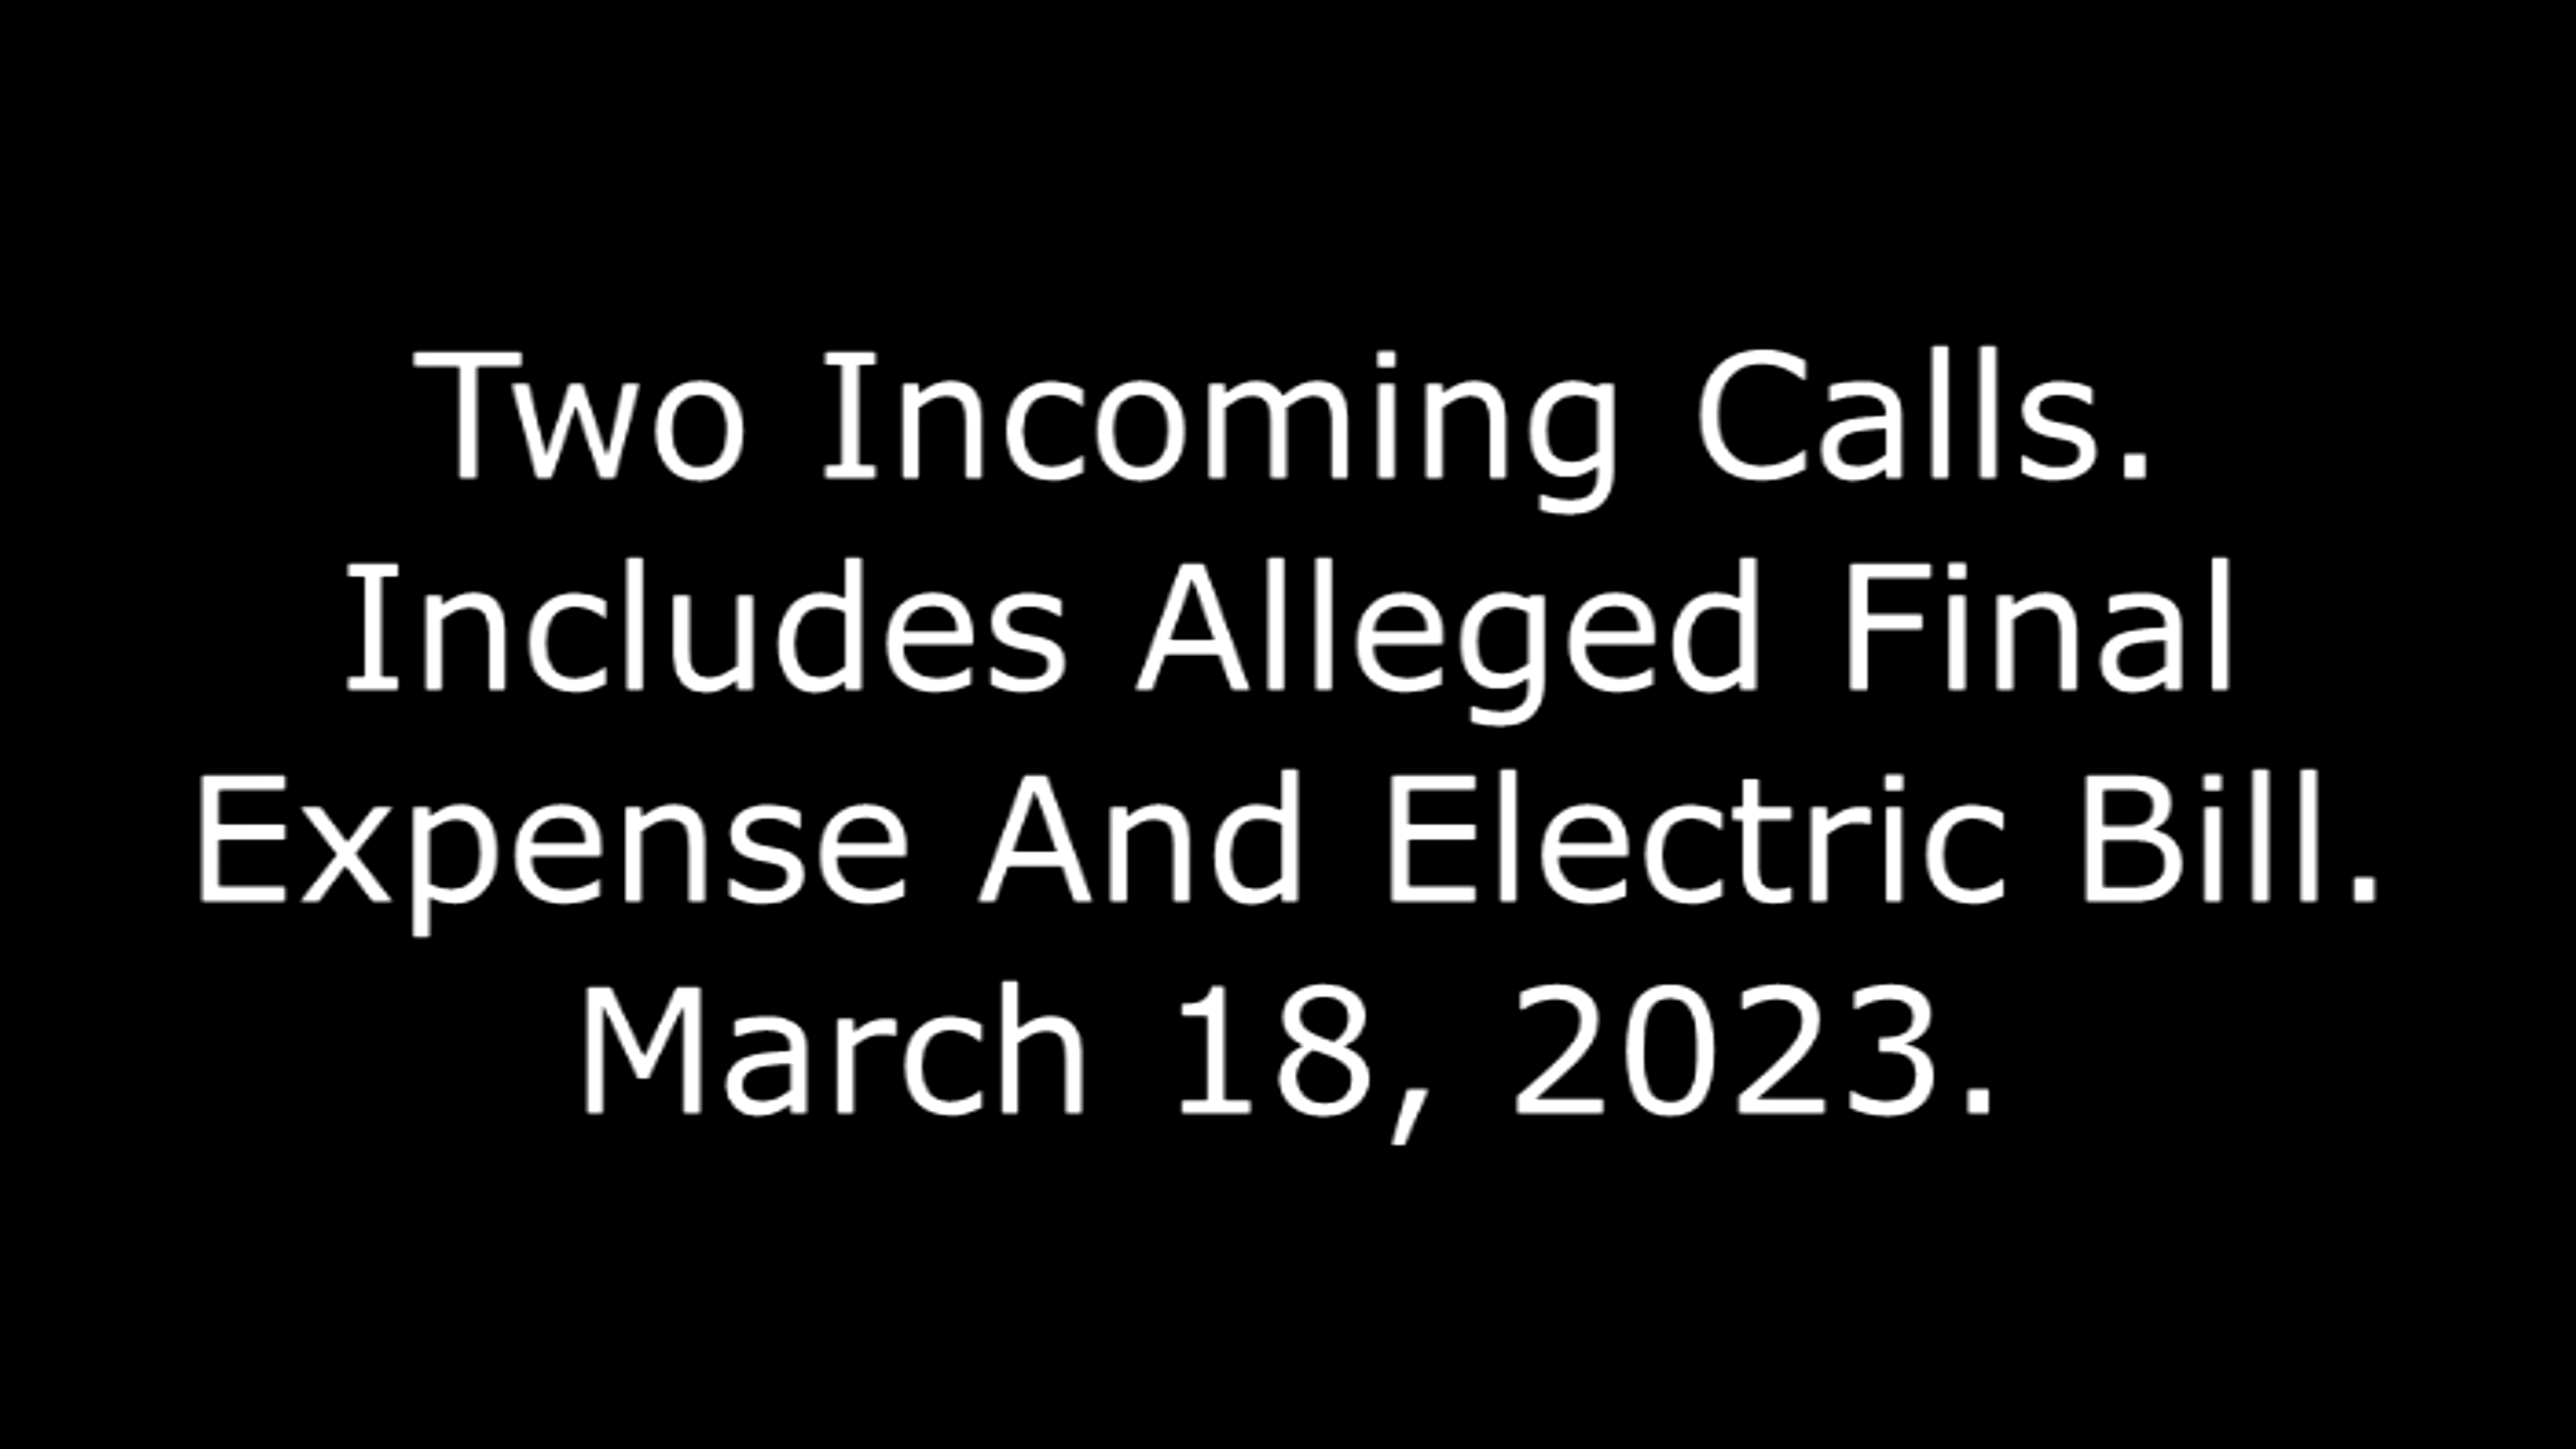 Two Incoming Calls.
Includes Alleged Final
Expense And Electric Bill.
March 18, 2023.